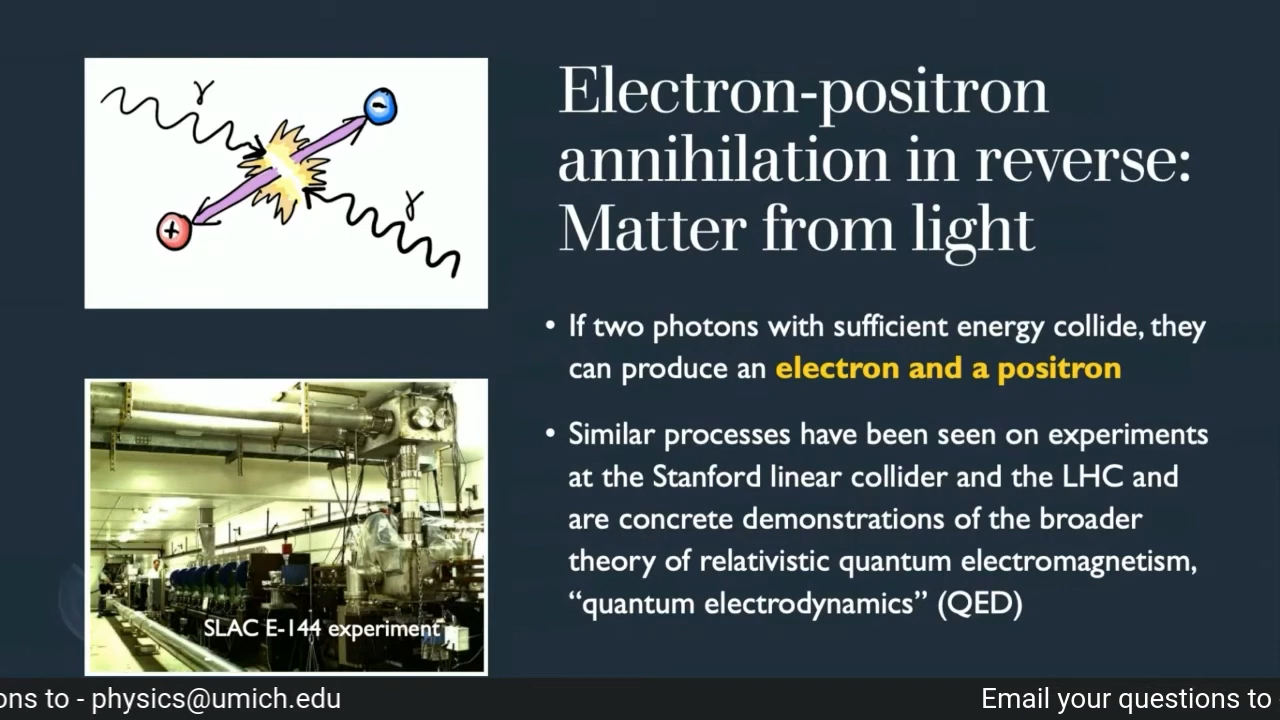 γ
-
+
γ
SLAC E-144 experiment
Electron-positron
annihilation in reverse:
Matter from light
• If two photons with sufficient energy collide, they
can produce an electron and a positron
• Similar processes have been seen on experiments
at the Stanford linear collider and the LHC and
are concrete demonstrations of the broader
theory of relativistic quantum electromagnetism,
“quantum electrodynamics” (QED)
ons to - physics@umich.edu
Email your questions to